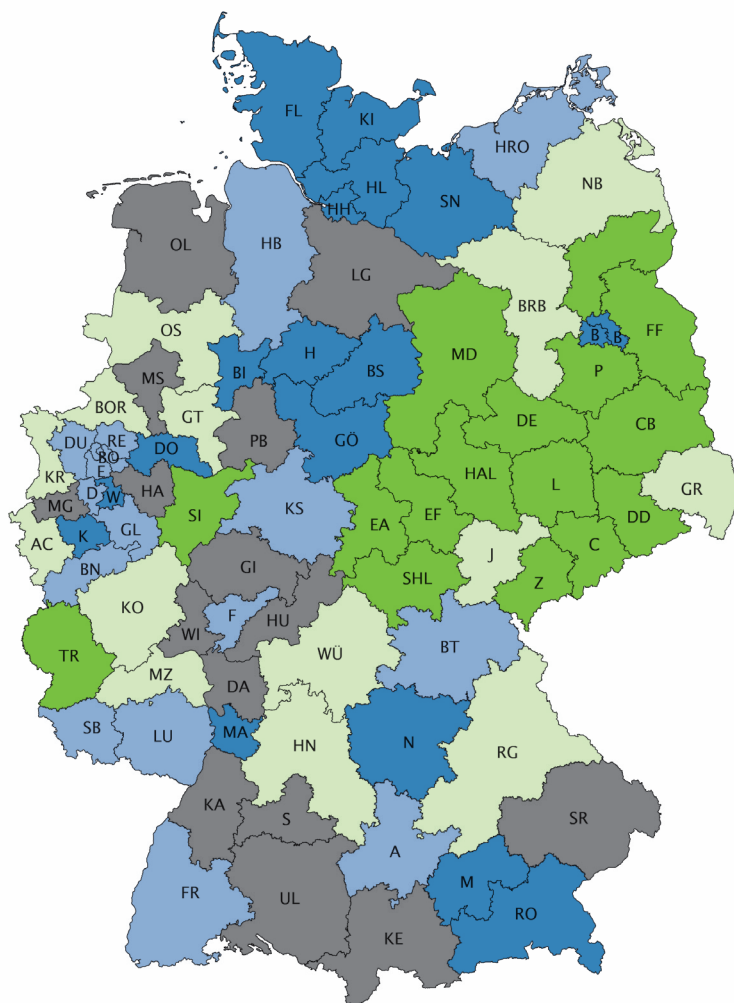 FL
KI
HRO
HL
NB
SN
HH
HB
OL
LG
BRB
OS
FF
B
B
H
MD
BS
BI
P
MS
BOR
GT
DE
CB
DU
RE
PB
GÖ
DO
BO
E
HAL
L
KR
HA
GR
D
W
MG
SI
KS
EA
EF
DD
K
GL
AC
J
C
BN
GI
SHL
Z
KO
F
HU
WI
BT
TR
WÜ
MZ
DA
SB
LU
MA
HN
N
RG
KA
S
SR
A
M
FR
UL
RO
KE